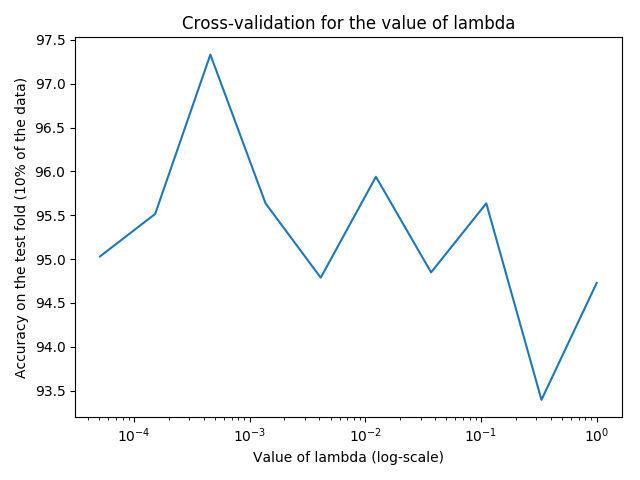 Cross-validation for the value of lambda
Accuracy on the test fold (10% of the data)
97.5
97.0
96.5
96.0
95.5
95.0
94.5
94.0
93.5
10⁻⁴ 10⁻³ 10⁻² 10⁻¹ 10⁰
Value of lambda (log-scale)